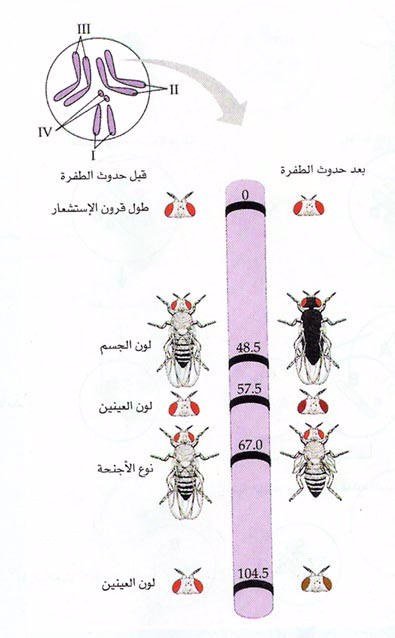 III
II
IV
I
قبل حدوث الطفرة
بعد حدوث الطفرة
طول قرون الإستشعار
0
لون الجسم
48.5
57.5
لون العينين
67.0
نوع الأجنحة
104.5
لون العينين